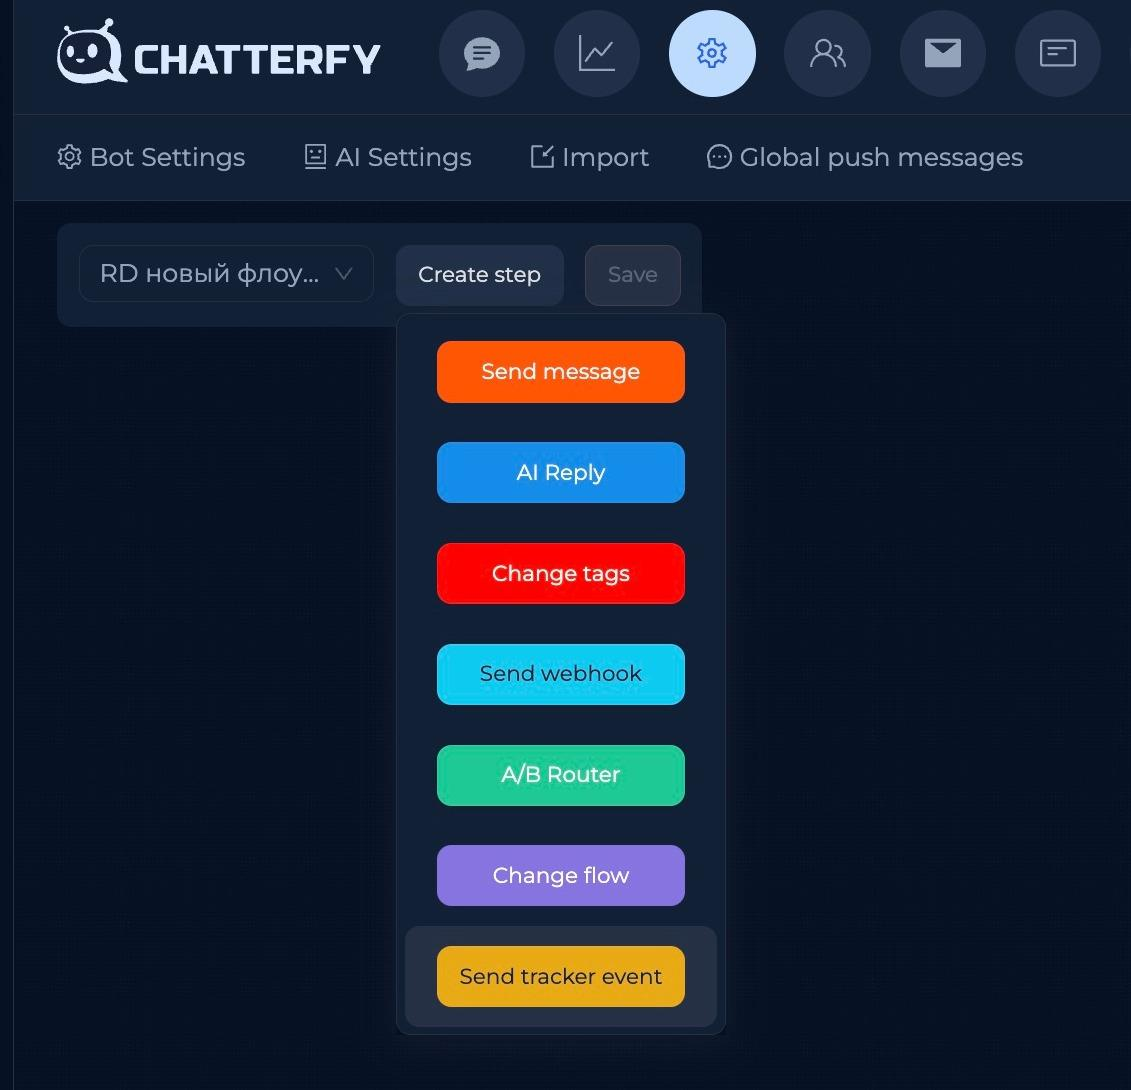 CHATTERFY
Bot Settings
AI Settings
Import
Global push messages
RD новый флоу...
Create step
Save
Send message
AI Reply
Change tags
Send webhook
A/B Router
Change flow
Send tracker event